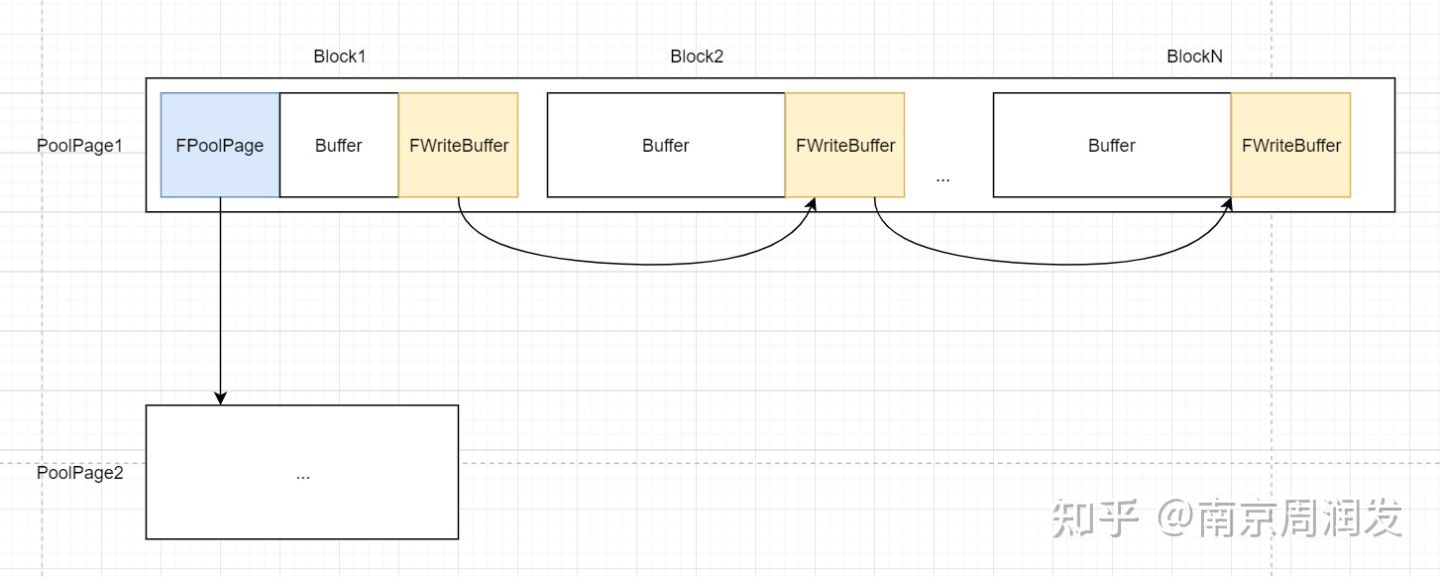 Block1 Block2 BlockN
PoolPage1 FPoolPage Buffer FWriteBuffer Buffer FWriteBuffer ... Buffer FWriteBuffer
PoolPage2 ...
知乎 @南京周润发